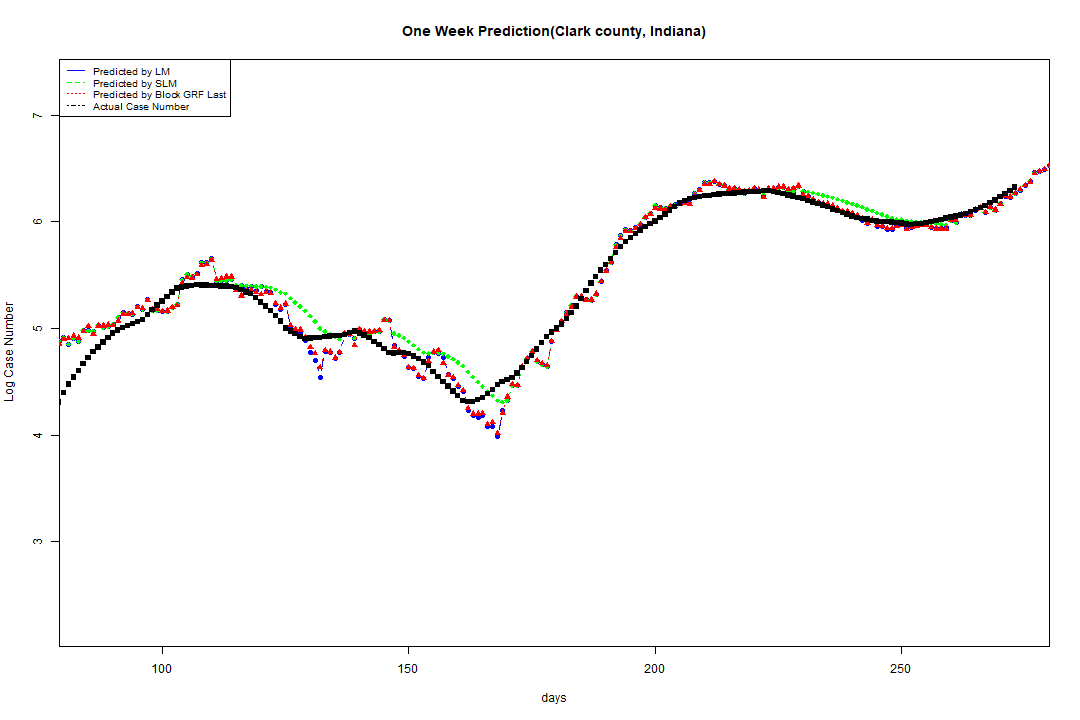 One Week Prediction(Clark county, Indiana)
Predicted by LM
Predicted by SLM
Predicted by Block GRF Last
Actual Case Number
7
6
5
4
3
Log Case Number
100 150 200 250
days